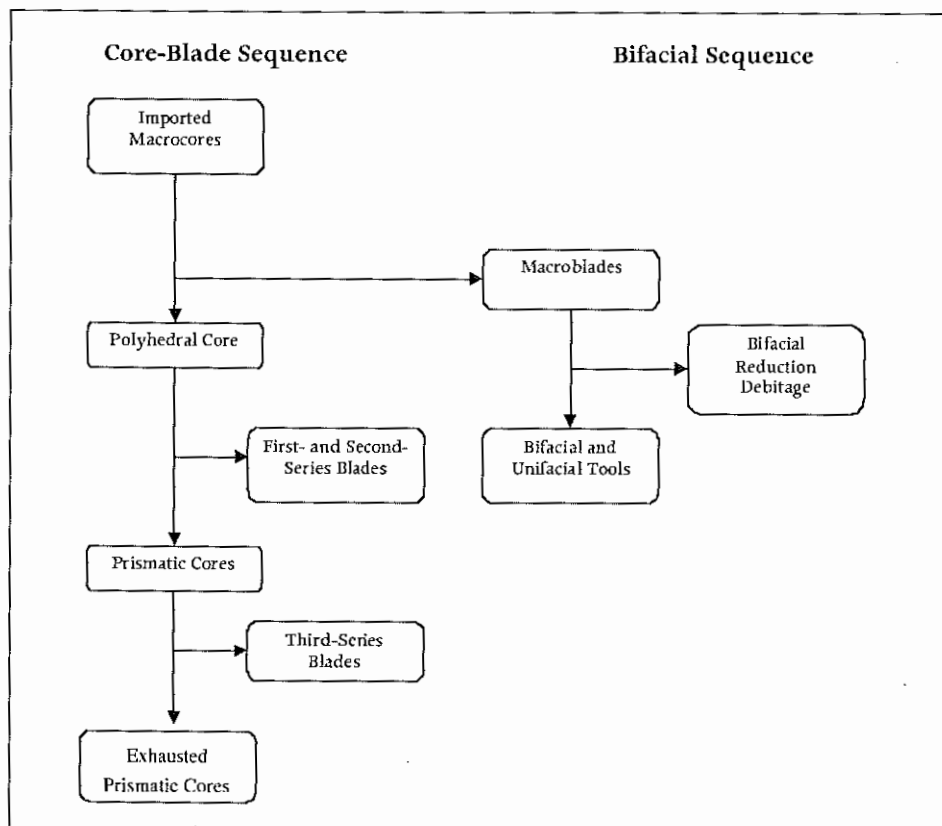 Core-Blade Sequence
Bifacial Sequence
Imported
Macrocores
Macroblades
Polyhedral Core
Bifacial
Reduction
Debitage
First- and Second-
Series Blades
Bifacial and
Unifacial Tools
Prismatic Cores
Third-Series
Blades
Exhausted
Prismatic Cores